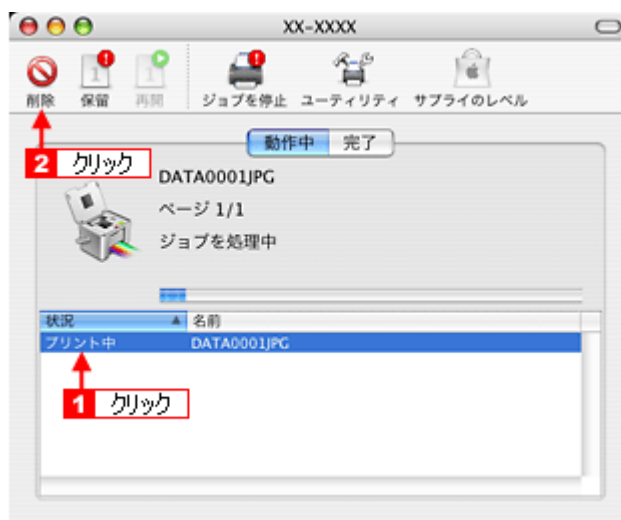 XX-XXXX
削除 保留 再開 ジョブを停止 ユーティリティ サプライのレベル
動作中 完了
2 クリック
DATA0001JPG
ページ 1/1
ジョブを処理中
状況 名前
プリント中 DATA0001JPG
1 クリック